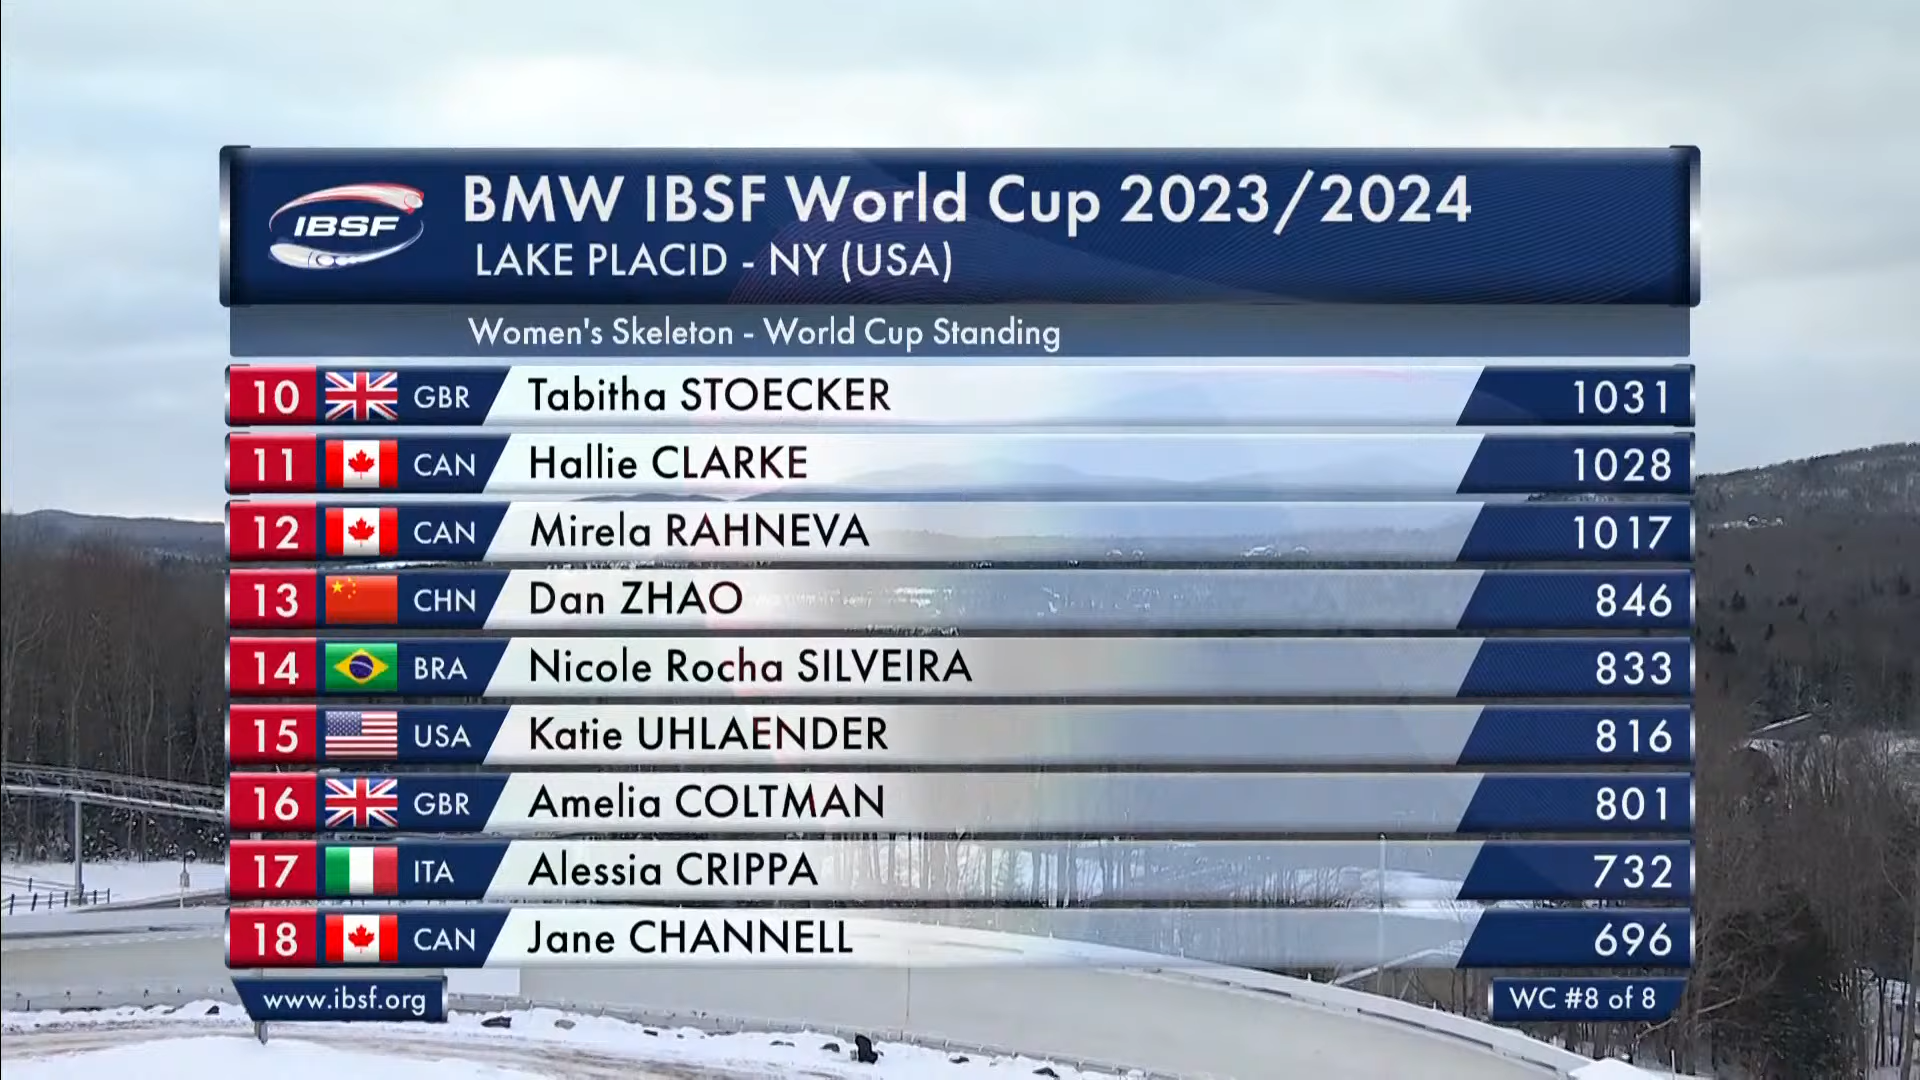 IBSF
BMW IBSF World Cup 2023/2024
LAKE PLACID - NY (USA)
Women's Skeleton - World Cup Standing
10 GBR Tabitha STOECKER 1031
11 CAN Hallie CLARKE 1028
12 CAN Mirela RAHNEVA 1017
13 CHN Dan ZHAO 846
14 BRA Nicole Rocha SILVEIRA 833
15 USA Katie UHLAENDER 816
16 GBR Amelia COLTMAN 801
17 ITA Alessia CRIPPA 732
18 CAN Jane CHANNELL 696
www.ibsf.org WC #8 of 8